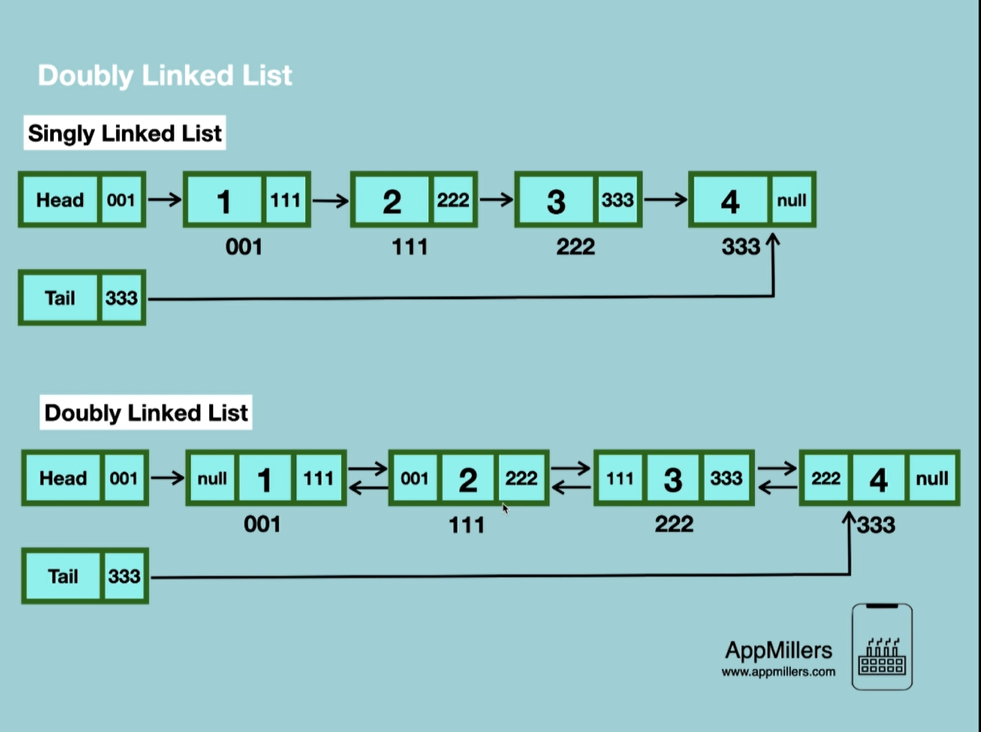 Doubly Linked List
Singly Linked List
Head 001 1 111 2 222 3 333 4 null
001 111 222 333
Tail 333
Doubly Linked List
Head 001 null 1 111 001 2 222 111 3 333 222 4 null
001 111 222 333
Tail 333
AppMillers
www.appmillers.com